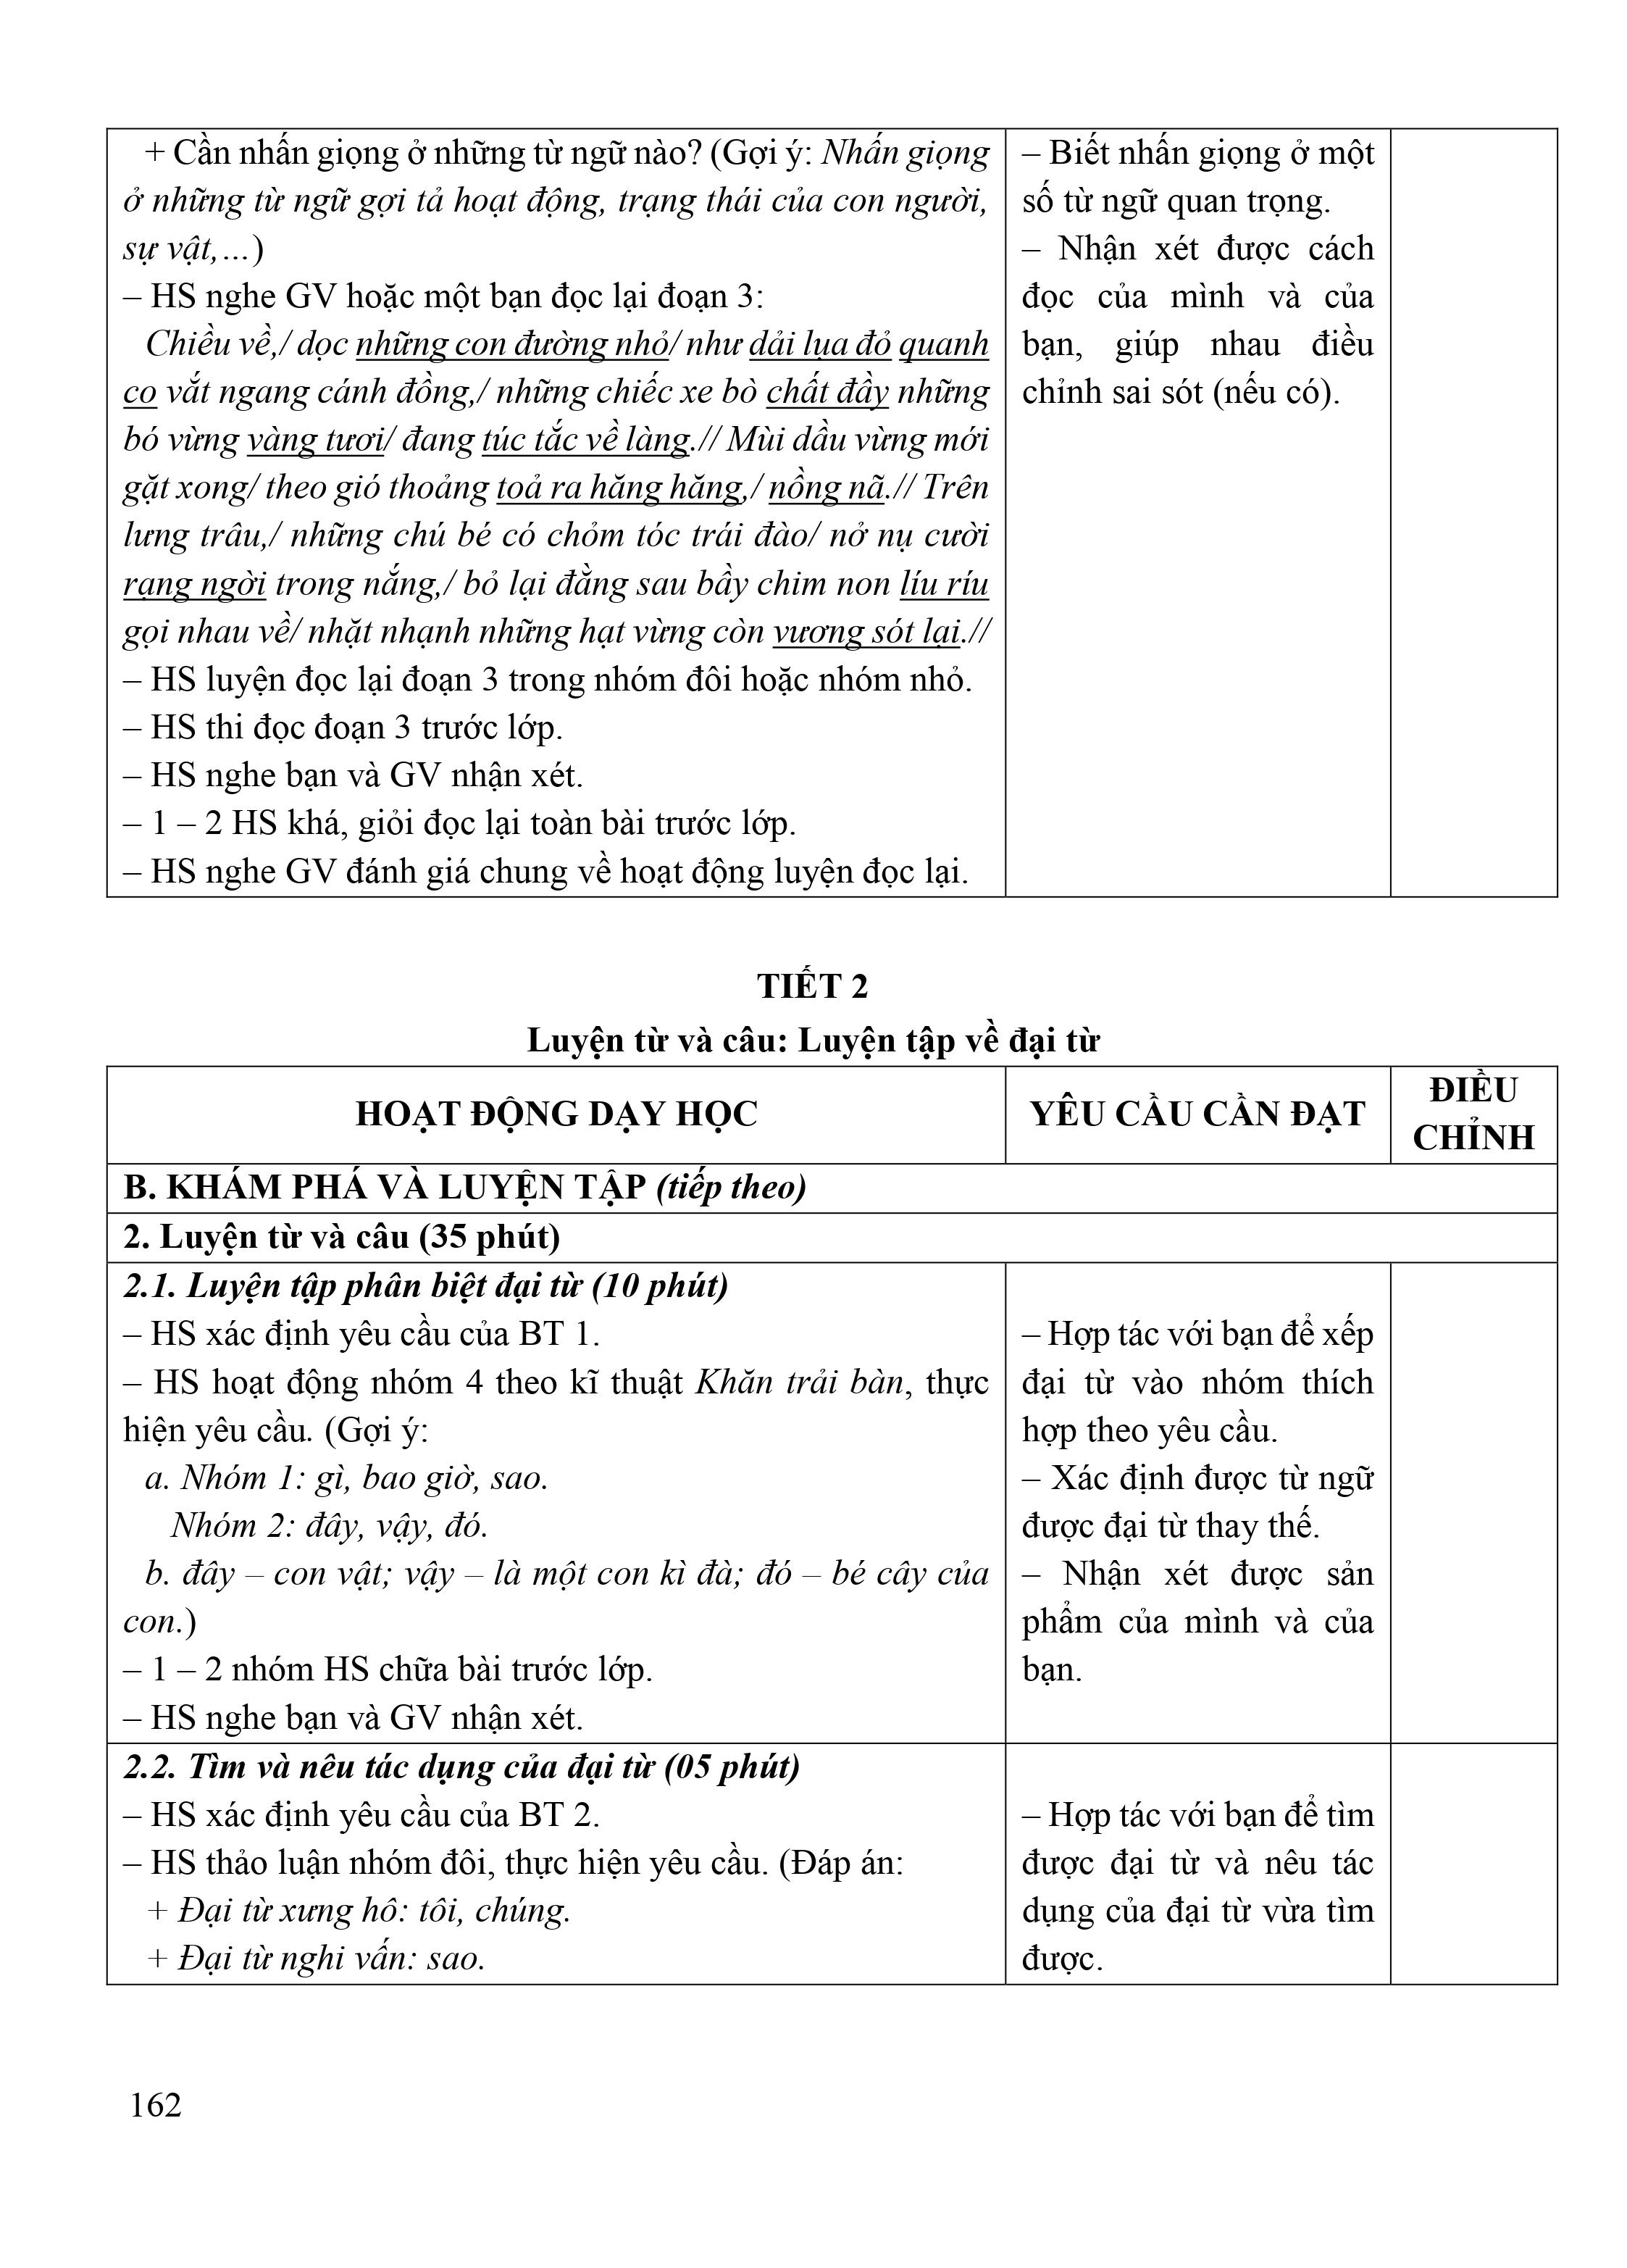 + Cần nhấn giọng ở những từ ngữ nào? (Gợi ý: Nhấn giọng
ở những từ ngữ gợi tả hoạt động, trạng thái của con người,
sự vật,…)
– HS nghe GV hoặc một bạn đọc lại đoạn 3:
Chiều về,/ dọc những con đường nhỏ/ như dải lụa đỏ quanh
co vắt ngang cánh đồng,/ những chiếc xe bò chất đầy những
bó vừng vàng tươi/ đang túc tắc về làng.// Mùi dầu vừng mới
gặt xong/ theo gió thoảng toả ra hăng hăng,/ nồng nã.// Trên
lưng trâu,/ những chú bé có chỏm tóc trái đào/ nở nụ cười
rạng ngời trong nắng,/ bỏ lại đằng sau bầy chim non líu ríu
gọi nhau về/ nhặt nhạnh những hạt vừng còn vương sót lại.//
– HS luyện đọc lại đoạn 3 trong nhóm đôi hoặc nhóm nhỏ.
– HS thi đọc đoạn 3 trước lớp.
– HS nghe bạn và GV nhận xét.
– 1 – 2 HS khá, giỏi đọc lại toàn bài trước lớp.
– HS nghe GV đánh giá chung về hoạt động luyện đọc lại.
– Biết nhấn giọng ở một
số từ ngữ quan trọng.
– Nhận xét được cách
đọc của mình và của
bạn, giúp nhau điều
chỉnh sai sót (nếu có).
TIẾT 2
Luyện từ và câu: Luyện tập về đại từ
HOẠT ĐỘNG DẠY HỌC
YÊU CẦU CẦN ĐẠT
ĐIỀU
CHỈNH
B. KHÁM PHÁ VÀ LUYỆN TẬP (tiếp theo)
2. Luyện từ và câu (35 phút)
2.1. Luyện tập phân biệt đại từ (10 phút)
– HS xác định yêu cầu của BT 1.
– HS hoạt động nhóm 4 theo kĩ thuật Khăn trải bàn, thực
hiện yêu cầu. (Gợi ý:
a. Nhóm 1: gì, bao giờ, sao.
Nhóm 2: đây, vậy, đó.
b. đây – con vật; vậy – là một con kì đà; đó – bé cây của
con.)
– 1 – 2 nhóm HS chữa bài trước lớp.
– HS nghe bạn và GV nhận xét.
– Hợp tác với bạn để xếp
đại từ vào nhóm thích
hợp theo yêu cầu.
– Xác định được từ ngữ
được đại từ thay thế.
– Nhận xét được sản
phẩm của mình và của
bạn.
2.2. Tìm và nêu tác dụng của đại từ (05 phút)
– HS xác định yêu cầu của BT 2.
– HS thảo luận nhóm đôi, thực hiện yêu cầu. (Đáp án:
+ Đại từ xưng hô: tôi, chúng.
+ Đại từ nghi vấn: sao.
– Hợp tác với bạn để tìm
được đại từ và nêu tác
dụng của đại từ vừa tìm
được.
162